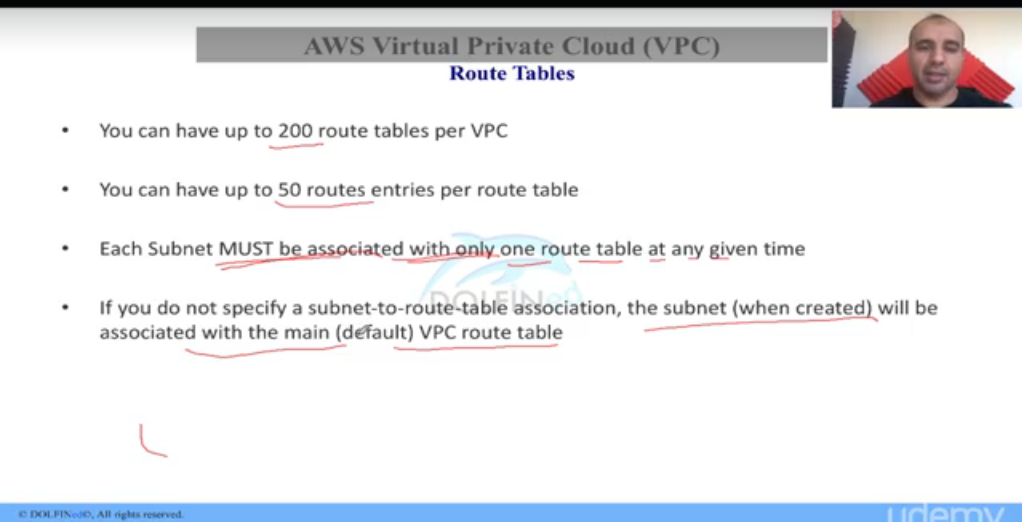 AWS Virtual Private Cloud (VPC)
Route Tables
• You can have up to 200 route tables per VPC
• You can have up to 50 routes entries per route table
• Each Subnet MUST be associated with only one route table at any given time
DOLFINed
• If you do not specify a subnet-to-route-table association, the subnet (when created) will be
associated with the main (default) VPC route table
© DOLFINed©, All rights reserved.
udemy